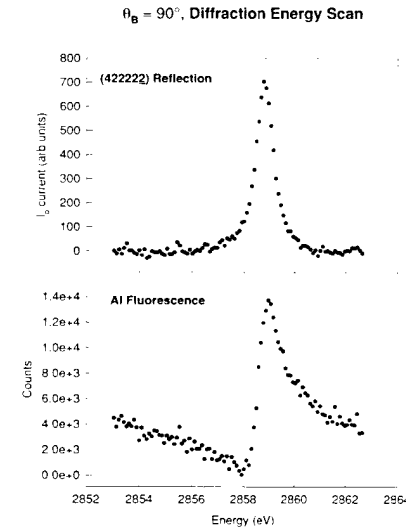 θB = 90°, Diffraction Energy Scan
800
(422222) Reflection
700
600
500
400
300
200
100
0
I₀ current (arb units)
1.4e+4
Al Fluorescence
1.2e+4
1.0e+4
8 0e+3
6.0e+3
4 0e+3
2 0e+3
0 0e+0
Counts
2852 2854 2856 2858 2860 2862 2864
Energy (eV)